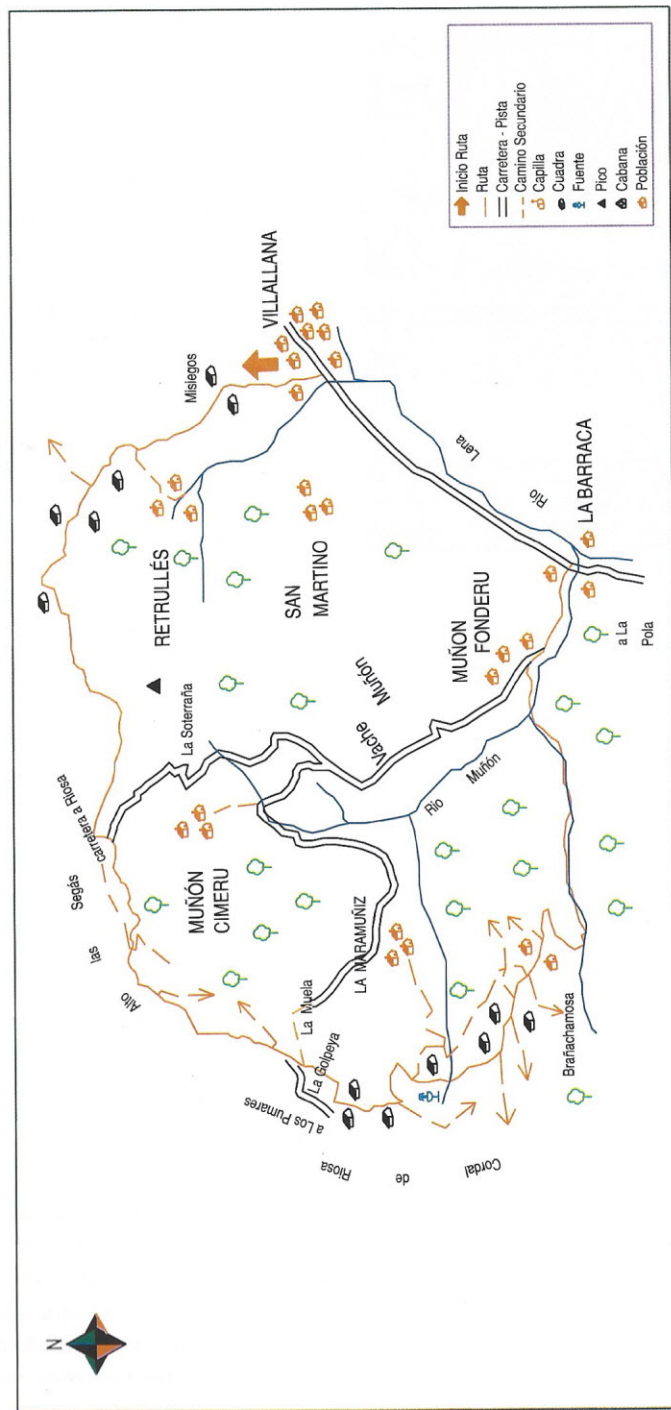 N
carretera a Riosa
Segás
las
Alto
MUÑÓN
CIMERU
La Soterraña
RETRULLÉS
Misiegos
VILLALLANA
SAN
MARTINO
Vache Muñón
MUÑON
FONDERU
Río Lena
LA BARRACA
a La
Pola
Rio Muñón
LA MARAMUÑIZ
La Muela
La Golpeya
a Los Pumares
Cordal de Riosa
Brañachamosa
Inicio Ruta
Ruta
Carretera - Pista
Camino Secundario
Capilla
Cuadra
Fuente
Pico
Cabana
Población